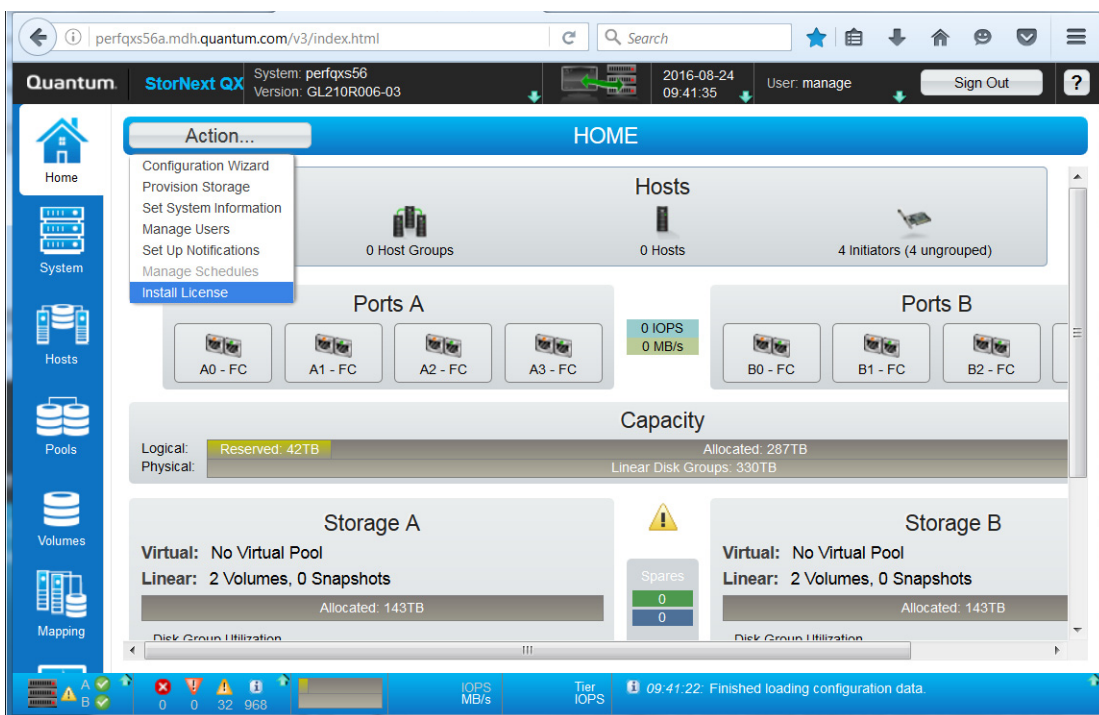 perfqxs56a.mdh.quantum.com/v3/index.html
Search
Quantum.
StorNext QX
System: perfqxs56
Version: GL210R006-03
2016-08-24
09:41:35
User: manage
Sign Out
?
Action...
HOME
Home
System
Hosts
Pools
Volumes
Mapping
Configuration Wizard
Provision Storage
Set System Information
Manage Users
Set Up Notifications
Manage Schedules
Install License
Hosts
0 Host Groups
0 Hosts
4 Initiators (4 ungrouped)
Ports A
A0 - FC
A1 - FC
A2 - FC
A3 - FC
0 IOPS
0 MB/s
Ports B
B0 - FC
B1 - FC
B2 - FC
Capacity
Logical:
Reserved: 42TB
Allocated: 287TB
Physical:
Linear Disk Groups: 330TB
Storage A
Virtual: No Virtual Pool
Linear: 2 Volumes, 0 Snapshots
Allocated: 143TB
Disk Group Utilization
Spares
0
0
Storage B
Virtual: No Virtual Pool
Linear: 2 Volumes, 0 Snapshots
Allocated: 143TB
Disk Group Utilization
A
B
0
0
32
968
IOPS
MB/s
Tier
IOPS
09:41:22: Finished loading configuration data.